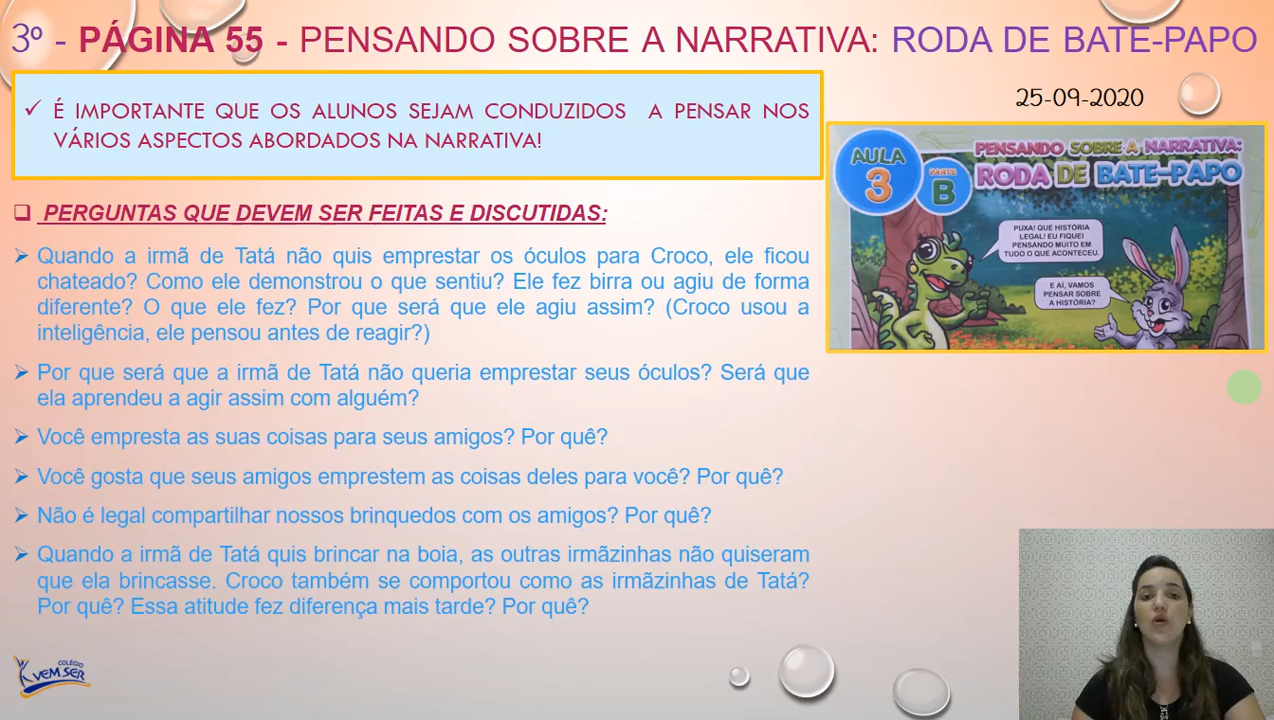 3º - PÁGINA 55 - PENSANDO SOBRE A NARRATIVA: RODA DE BATE-PAPO
✓ É IMPORTANTE QUE OS ALUNOS SEJAM CONDUZIDOS A PENSAR NOS
VÁRIOS ASPECTOS ABORDADOS NA NARRATIVA!
25-09-2020
AULA
3
PARTE
B
PENSANDO SOBRE A NARRATIVA:
RODA DE BATE-PAPO
PUXA! QUE HISTÓRIA
LEGAL! EU FIQUEI
PENSANDO MUITO EM
TUDO O QUE ACONTECEU.
E AÍ, VAMOS
PENSAR SOBRE
A HISTÓRIA?
❑ PERGUNTAS QUE DEVEM SER FEITAS E DISCUTIDAS:
➢ Quando a irmã de Tatá não quis emprestar os óculos para Croco, ele ficou
chateado? Como ele demonstrou o que sentiu? Ele fez birra ou agiu de forma
diferente? O que ele fez? Por que será que ele agiu assim? (Croco usou a
inteligência, ele pensou antes de reagir?)
➢ Por que será que a irmã de Tatá não queria emprestar seus óculos? Será que
ela aprendeu a agir assim com alguém?
➢ Você empresta as suas coisas para seus amigos? Por quê?
➢ Você gosta que seus amigos emprestem as coisas deles para você? Por quê?
➢ Não é legal compartilhar nossos brinquedos com os amigos? Por quê?
➢ Quando a irmã de Tatá quis brincar na boia, as outras irmãzinhas não quiseram
que ela brincasse. Croco também se comportou como as irmãzinhas de Tatá?
Por quê? Essa atitude fez diferença mais tarde? Por quê?
COLÉGIO
VEM SER